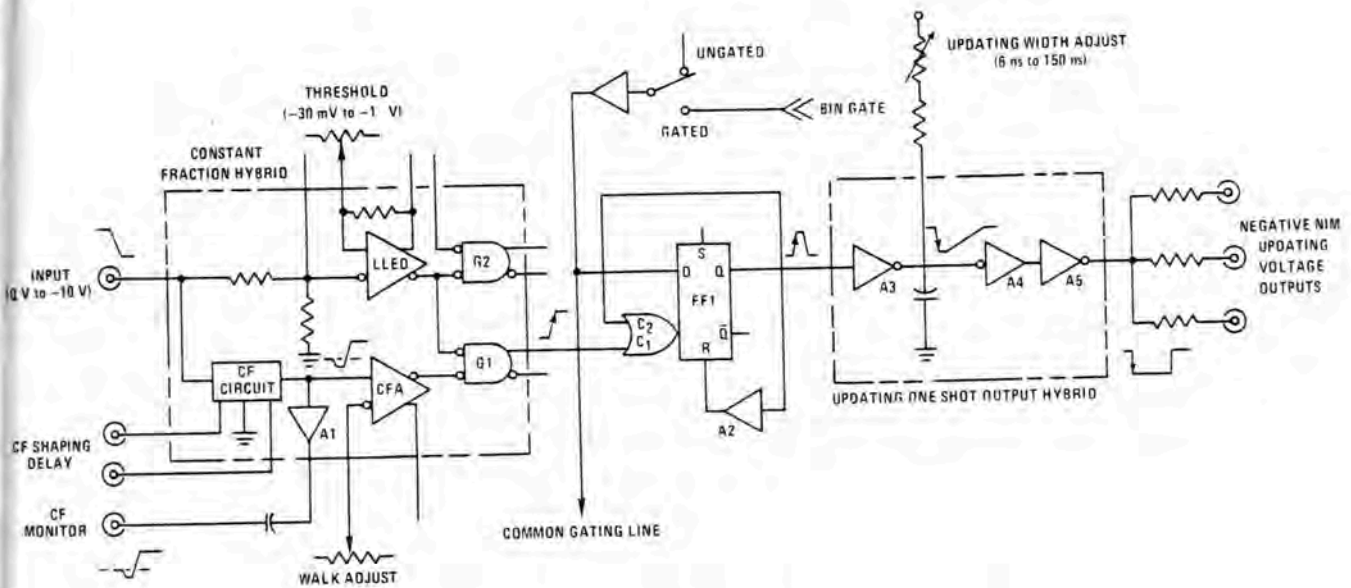 UNGATED
UPDATING WIDTH ADJUST
(6 ns to 150 ns)
THRESHOLD
(−30 mV to −1 V)
BIN GATE
GATED
CONSTANT
FRACTION HYBRID
LLED
G2
S
D
Q
FF1
Q̅
R
C2
C1
A3
A4
A5
NEGATIVE NIM
UPDATING
VOLTAGE
OUTPUTS
INPUT
(0 V to −10 V)
CF
CIRCUIT
CFA
G1
A1
A2
UPDATING ONE SHOT OUTPUT HYBRID
CF SHAPING
DELAY
CF
MONITOR
COMMON GATING LINE
WALK ADJUST